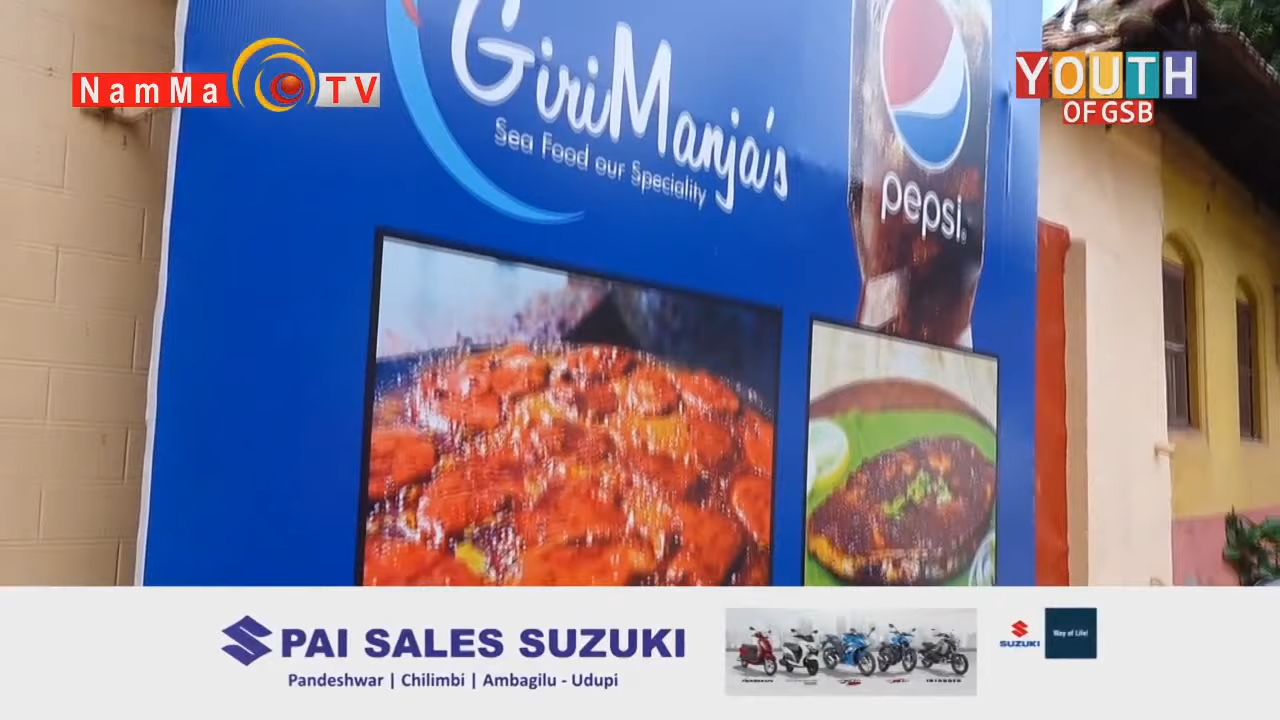 NamMa TV
YOUTH
OF GSB
GiriManja's
Sea Food our Speciality
pepsi
PAI SALES SUZUKI
Pandeshwar | Chilimbi | Ambagilu - Udupi
SUZUKI
Way of Life!